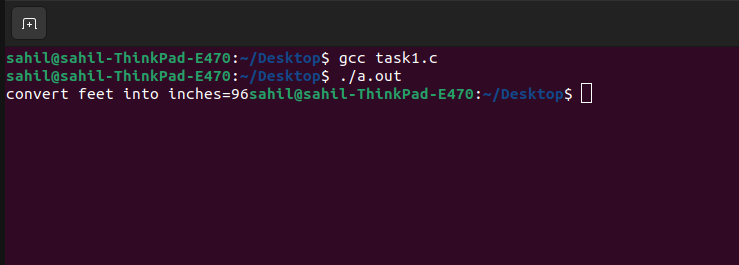 sahil@sahil-ThinkPad-E470:~/Desktop$ gcc task1.c
sahil@sahil-ThinkPad-E470:~/Desktop$ ./a.out
convert feet into inches=96sahil@sahil-ThinkPad-E470:~/Desktop$